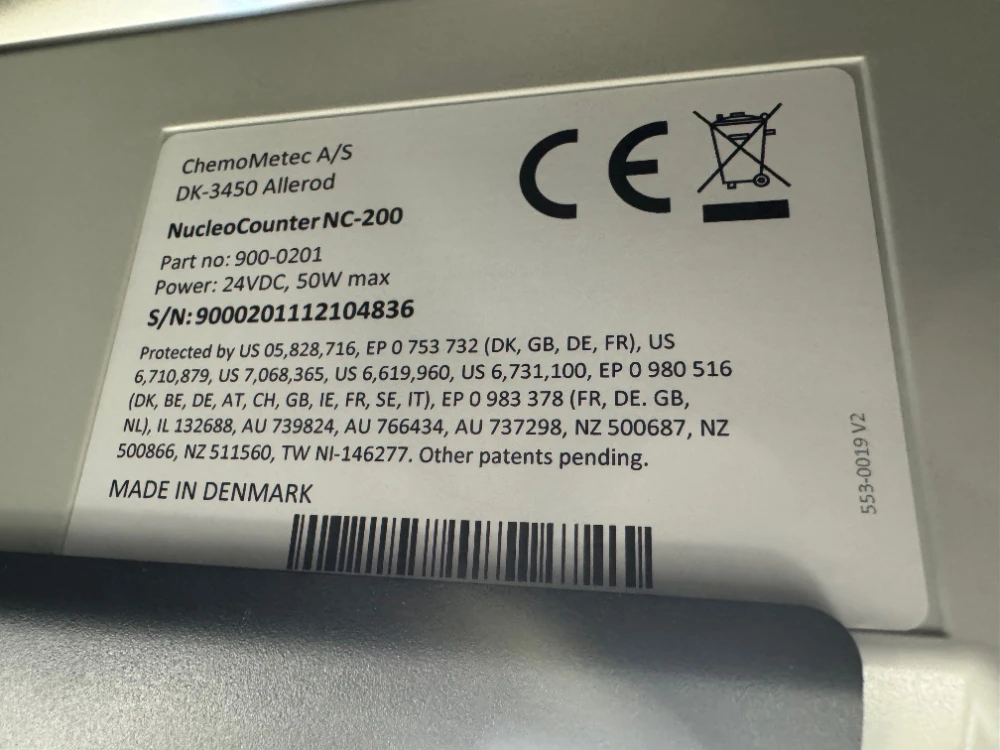 ChemoMetec A/S
DK-3450 Allerod
NucleoCounter NC-200
Part no: 900-0201
Power: 24VDC, 50W max
S/N: 9000201112104836
Protected by US 05,828,716, EP 0 753 732 (DK, GB, DE, FR), US
6,710,879, US 7,068,365, US 6,619,960, US 6,731,100, EP 0 980 516
(DK, BE, DE, AT, CH, GB, IE, FR, SE, IT), EP 0 983 378 (FR, DE. GB,
NL), IL 132688, AU 739824, AU 766434, AU 737298, NZ 500687, NZ
500866, NZ 511560, TW NI-146277. Other patents pending.
MADE IN DENMARK
CE
553-0019 V2